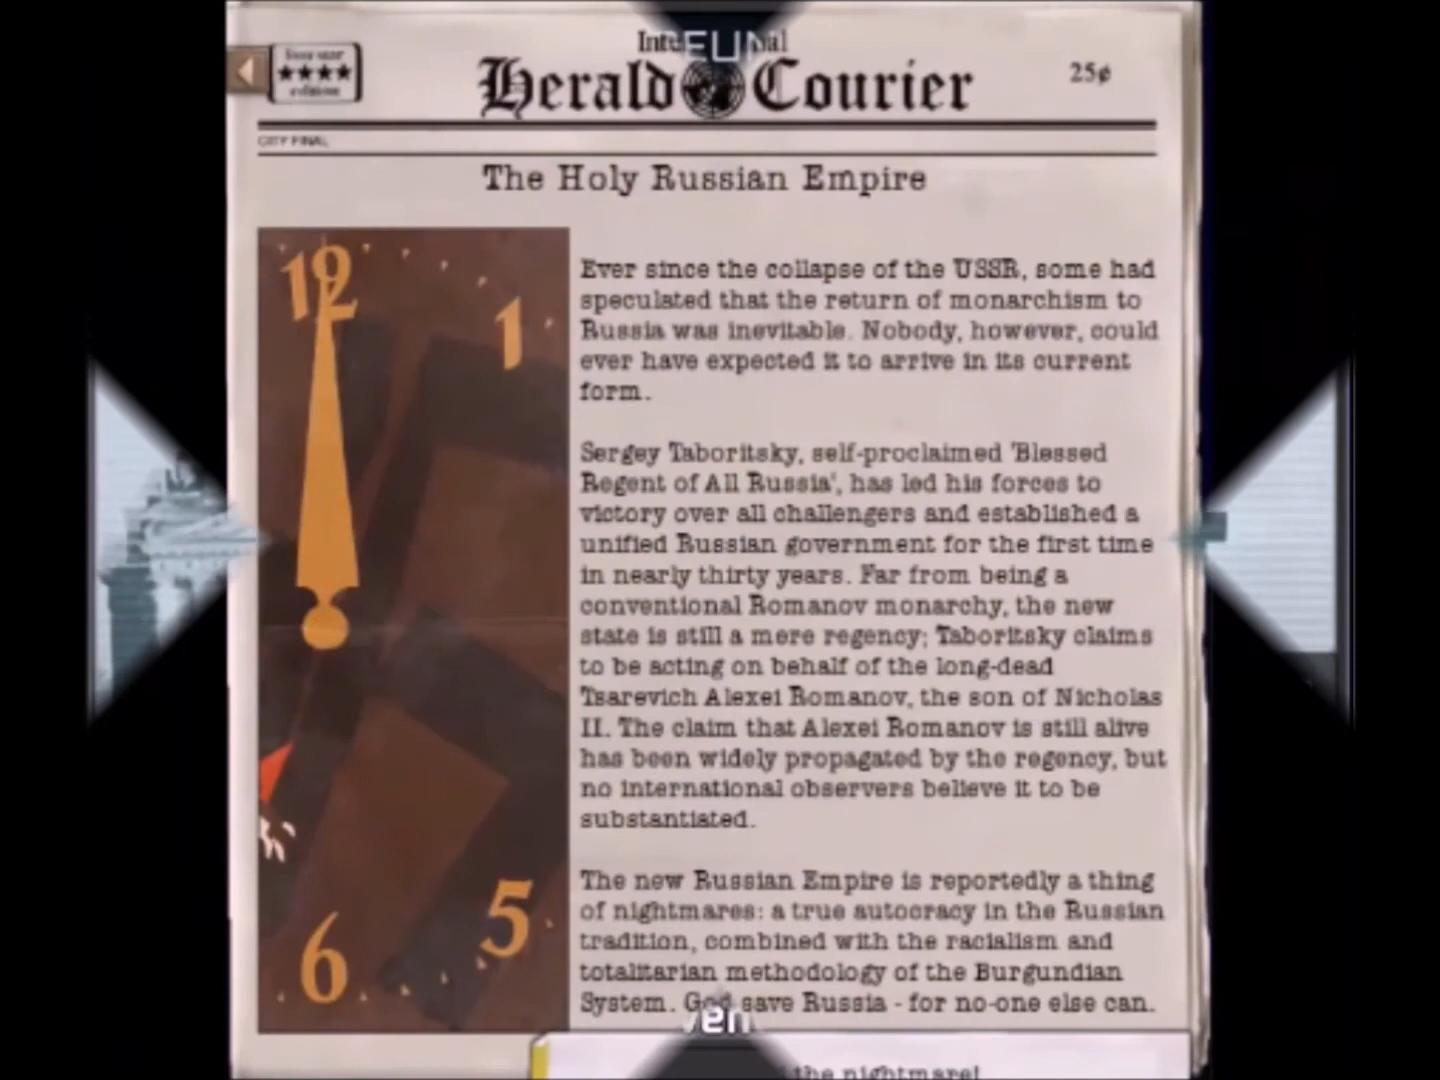 four star
★★★★
edition
Herald Courier
25¢
CITY FINAL
The Holy Russian Empire
12
1
5
6
Ever since the collapse of the USSR, some had
speculated that the return of monarchism to
Russia was inevitable. Nobody, however, could
ever have expected it to arrive in its current
form.
Sergey Taboritsky, self-proclaimed 'Blessed
Regent of All Russia', has led his forces to
victory over all challengers and established a
unified Russian government for the first time
in nearly thirty years. Far from being a
conventional Romanov monarchy, the new
state is still a mere regency; Taboritsky claims
to be acting on behalf of the long-dead
Tsarevich Alexei Romanov, the son of Nicholas
II. The claim that Alexei Romanov is still alive
has been widely propagated by the regency, but
no international observers believe it to be
substantiated.
The new Russian Empire is reportedly a thing
of nightmares: a true autocracy in the Russian
tradition, combined with the racialism and
totalitarian methodology of the Burgundian
System. God save Russia - for no-one else can.
the nightmare!